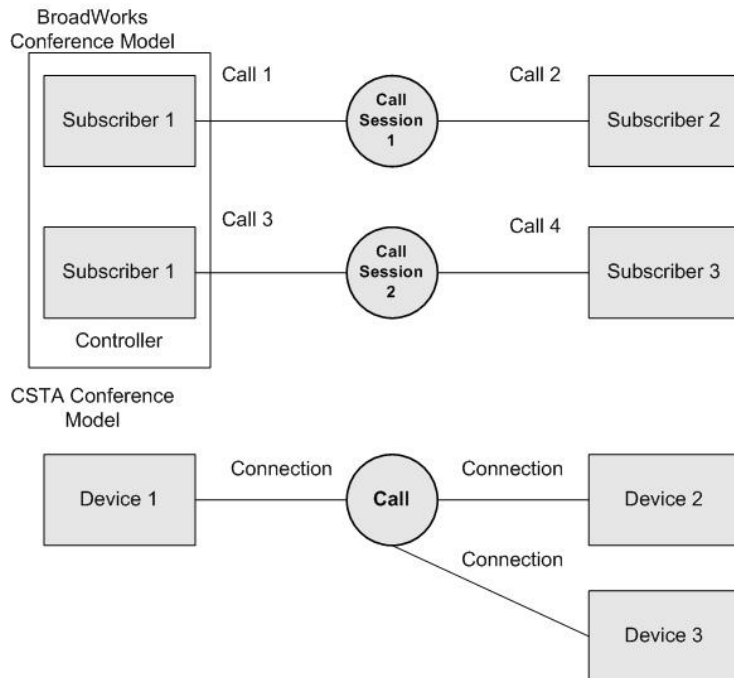 BroadWorks
Conference Model
Call 1
Call 2
Subscriber 1
Call
Session
1
Subscriber 2
Call 3
Call 4
Subscriber 1
Call
Session
2
Subscriber 3
Controller
CSTA Conference
Model
Connection
Connection
Device 1
Call
Device 2
Connection
Device 3